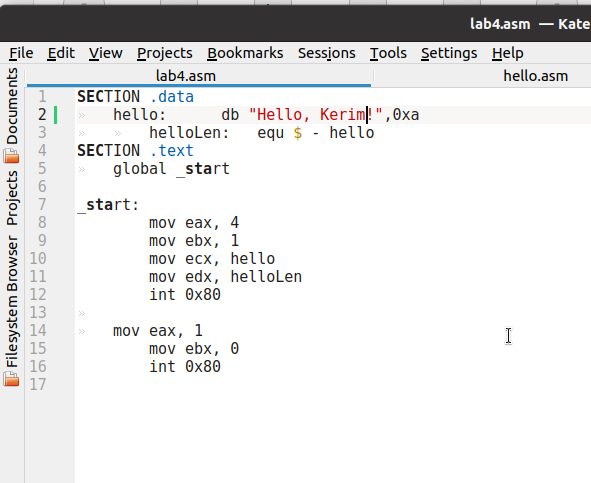 lab4.asm — Kate
File Edit View Projects Bookmarks Sessions Tools Settings Help
lab4.asm hello.asm
Documents
Projects
Filesystem Browser
1 SECTION .data
2 » hello: db "Hello, Kerim!",0xa
3 » » helloLen: equ $ - hello
4 SECTION .text
5 » global _start
6
7 _start:
8 mov eax, 4
9 mov ebx, 1
10 mov ecx, hello
11 mov edx, helloLen
12 int 0x80
13 »
14 » mov eax, 1
15 mov ebx, 0
16 int 0x80
17